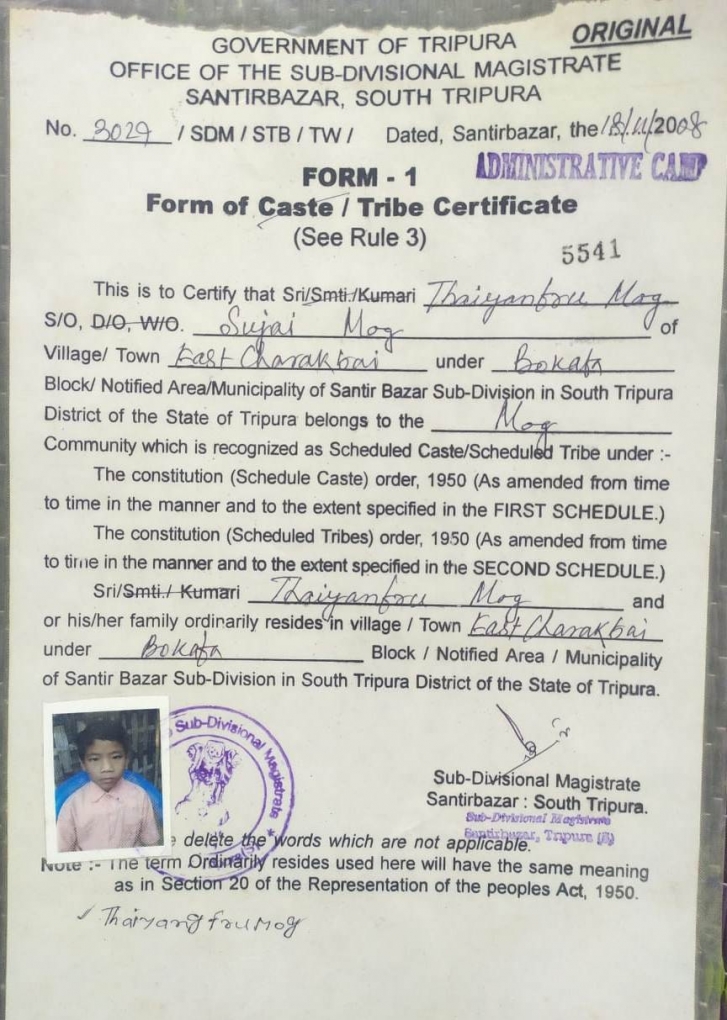 ORIGINAL
GOVERNMENT OF TRIPURA
OFFICE OF THE SUB-DIVISIONAL MAGISTRATE
SANTIRBAZAR, SOUTH TRIPURA
No. 3029 / SDM / STB / TW / Dated, Santirbazar, the 18/11/2008
ADMINISTRATIVE CAMP
FORM - 1
Form of Caste / Tribe Certificate
(See Rule 3)
5541
This is to Certify that Sri/Smti./Kumari Thaiyanfru Mog
S/O, D/O, W/O. Sujai Mog of
Village/ Town East Charakbai under Bokafa
Block/ Notified Area/Municipality of Santir Bazar Sub-Division in South Tripura
District of the State of Tripura belongs to the Mog
Community which is recognized as Scheduled Caste/Scheduled Tribe under :-
The constitution (Schedule Caste) order, 1950 (As amended from time
to time in the manner and to the extent specified in the FIRST SCHEDULE.)
The constitution (Scheduled Tribes) order, 1950 (As amended from time
to time in the manner and to the extent specified in the SECOND SCHEDULE.)
Sri/Smti./ Kumari Thaiyanfru Mog and
or his/her family ordinarily resides in village / Town East Charakbai
under Bokafa Block / Notified Area / Municipality
of Santir Bazar Sub-Division in South Tripura District of the State of Tripura.
Sub-Divisional Magistrate
Sub-Divisional Magistrate
Santirbazar : South Tripura.
Sub-Divisional Magistrate
Santirbazar, Tripura (S)
delete the words which are not applicable.
Note :- The term Ordinarily resides used here will have the same meaning
as in Section 20 of the Representation of the peoples Act, 1950.
Thaiyangfru Mog